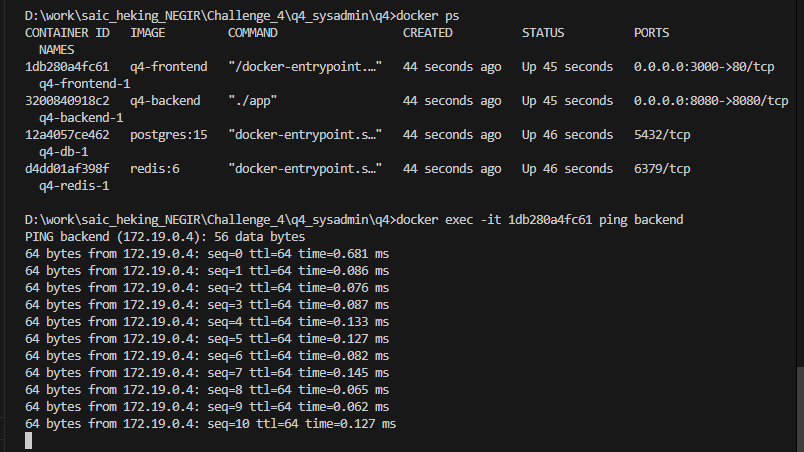 D:\work\saic_heking_NEGIR\Challenge_4\q4_sysadmin\q4>docker ps
CONTAINER ID   IMAGE         COMMAND                  CREATED          STATUS          PORTS
  NAMES
1db280a4fc61   q4-frontend   "/docker-entrypoint.…"   44 seconds ago   Up 45 seconds   0.0.0.0:3000->80/tcp
  q4-frontend-1
3200840918c2   q4-backend    "./app"                  44 seconds ago   Up 45 seconds   0.0.0.0:8080->8080/tcp
  q4-backend-1
12a4057ce462   postgres:15   "docker-entrypoint.s…"   44 seconds ago   Up 46 seconds   5432/tcp
  q4-db-1
d4dd01af398f   redis:6       "docker-entrypoint.s…"   44 seconds ago   Up 46 seconds   6379/tcp
  q4-redis-1
D:\work\saic_heking_NEGIR\Challenge_4\q4_sysadmin\q4>docker exec -it 1db280a4fc61 ping backend
PING backend (172.19.0.4): 56 data bytes
64 bytes from 172.19.0.4: seq=0 ttl=64 time=0.681 ms
64 bytes from 172.19.0.4: seq=1 ttl=64 time=0.086 ms
64 bytes from 172.19.0.4: seq=2 ttl=64 time=0.076 ms
64 bytes from 172.19.0.4: seq=3 ttl=64 time=0.087 ms
64 bytes from 172.19.0.4: seq=4 ttl=64 time=0.133 ms
64 bytes from 172.19.0.4: seq=5 ttl=64 time=0.127 ms
64 bytes from 172.19.0.4: seq=6 ttl=64 time=0.082 ms
64 bytes from 172.19.0.4: seq=7 ttl=64 time=0.145 ms
64 bytes from 172.19.0.4: seq=8 ttl=64 time=0.065 ms
64 bytes from 172.19.0.4: seq=9 ttl=64 time=0.062 ms
64 bytes from 172.19.0.4: seq=10 ttl=64 time=0.127 ms